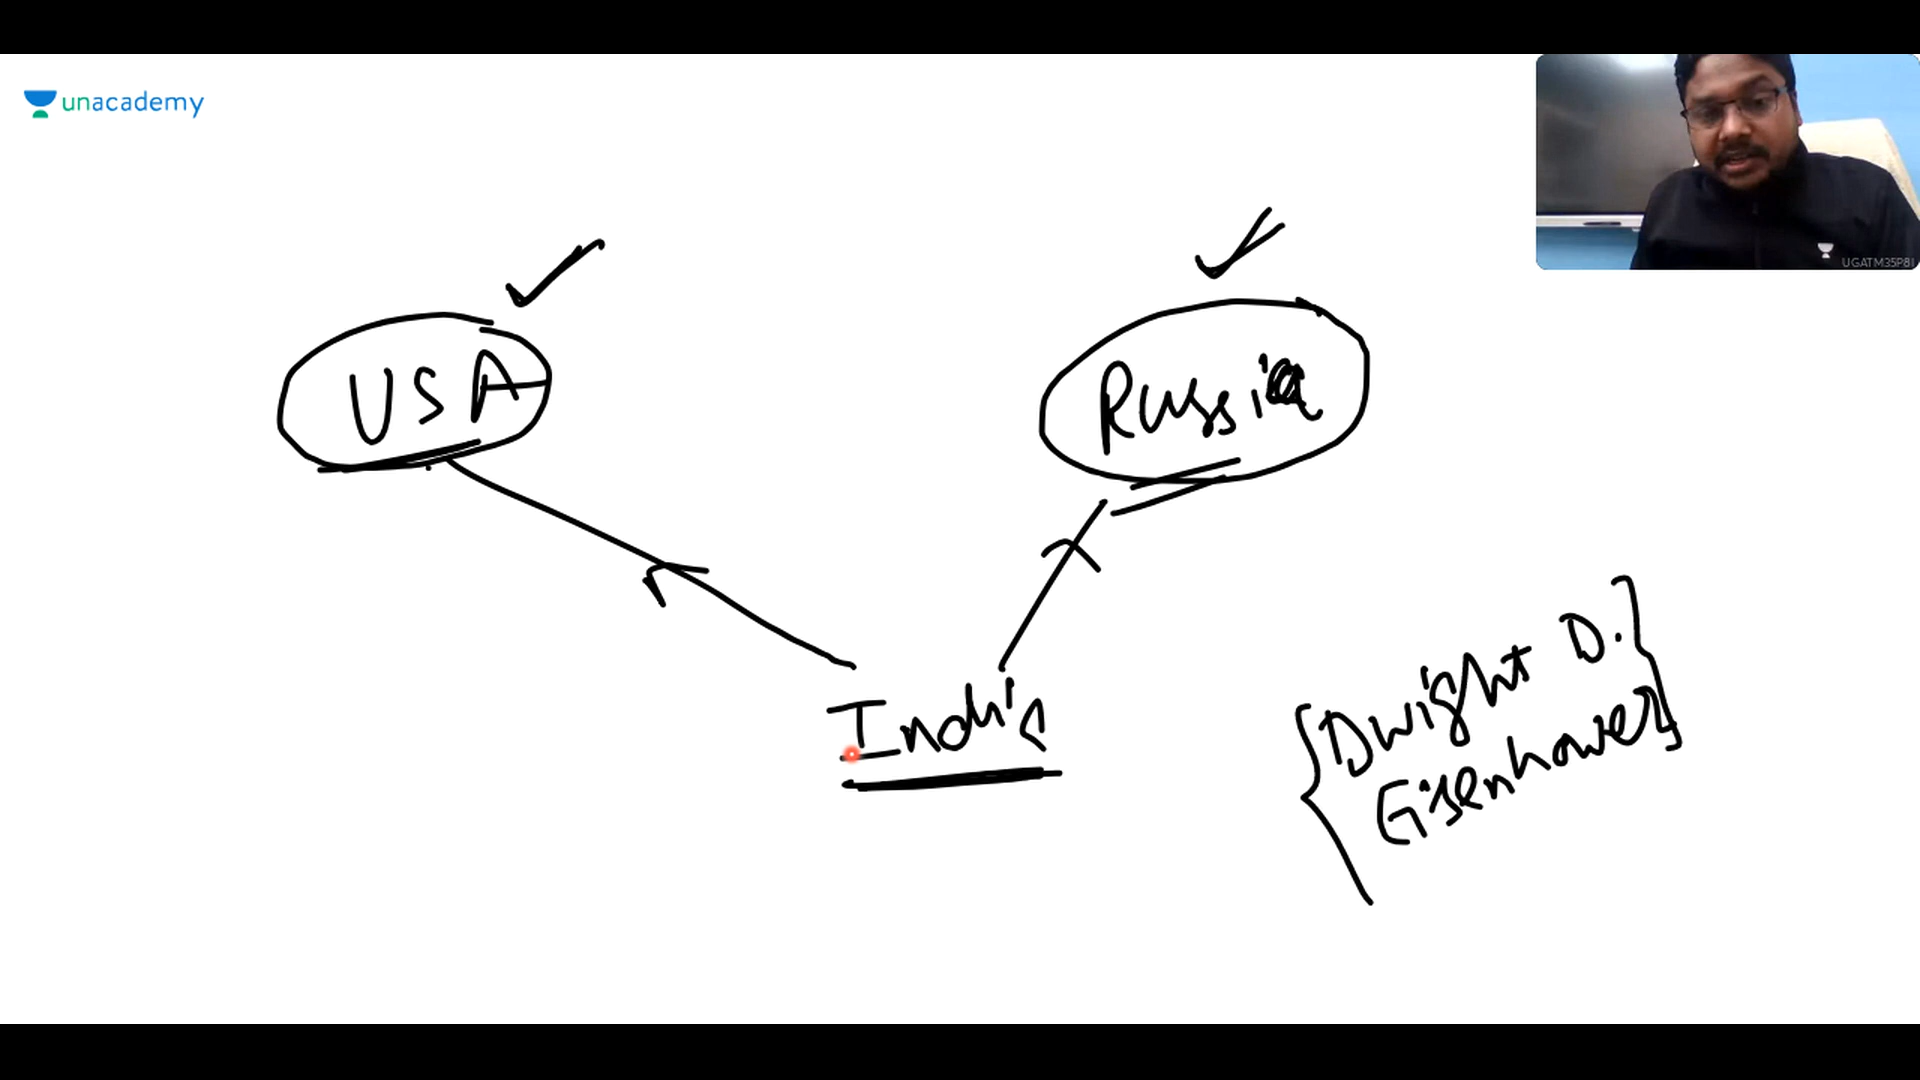 unacademy
UGATM35P8I
USA
Russia
India
Dwight D.
Eisenhower